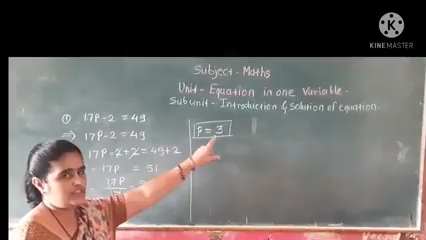 KINEMASTER
Subject - Maths
Unit - Equation in one Variable.
Subunit - Introduction & Solution of equation.
① 17P-2 = 49
⇒ 17P-2 = 49
17P-2+2 = 49+2
17P = 51
17P
P = 3